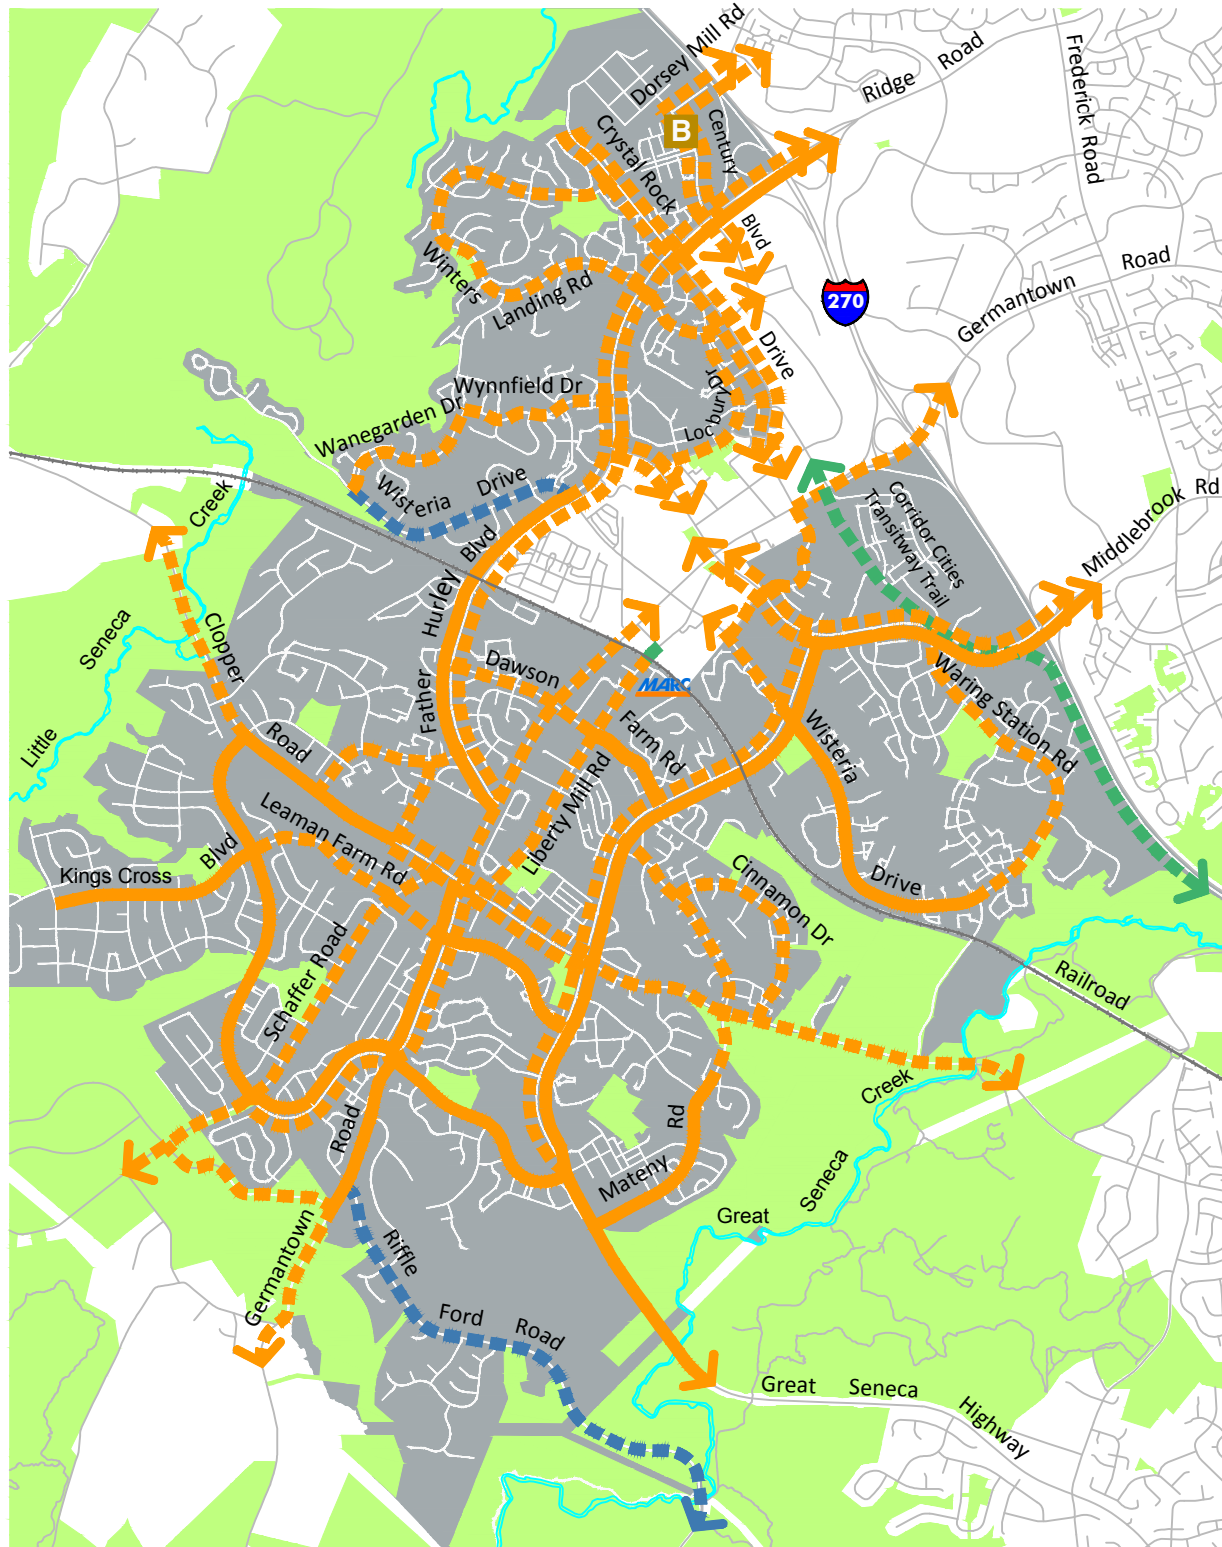 Dorsey Mill Rd
Ridge Road
Frederick Road
B
Century
Blvd
Crystal Rock
Drive
Winters
Landing Rd
270
Germantown Road
Wynnfield Dr
Wanegarden Dr
Locbury Dr
Wisteria Drive
Creek
Seneca
Little
Corridor Cities
Transitway Trail
Middlebrook Rd
Father Hurley Blvd
Clopper
Road
Dawson
Farm Rd
MARC
Waring Station Rd
Wisteria
Drive
Liberty Mill Rd
Leaman Farm Rd
Kings Cross
Blvd
Cinnamon Dr
Schaffer Road
Railroad
Creek
Seneca
Great
Mateny Rd
Road
Germantown
Riffle
Ford Road
Great Seneca
Highway